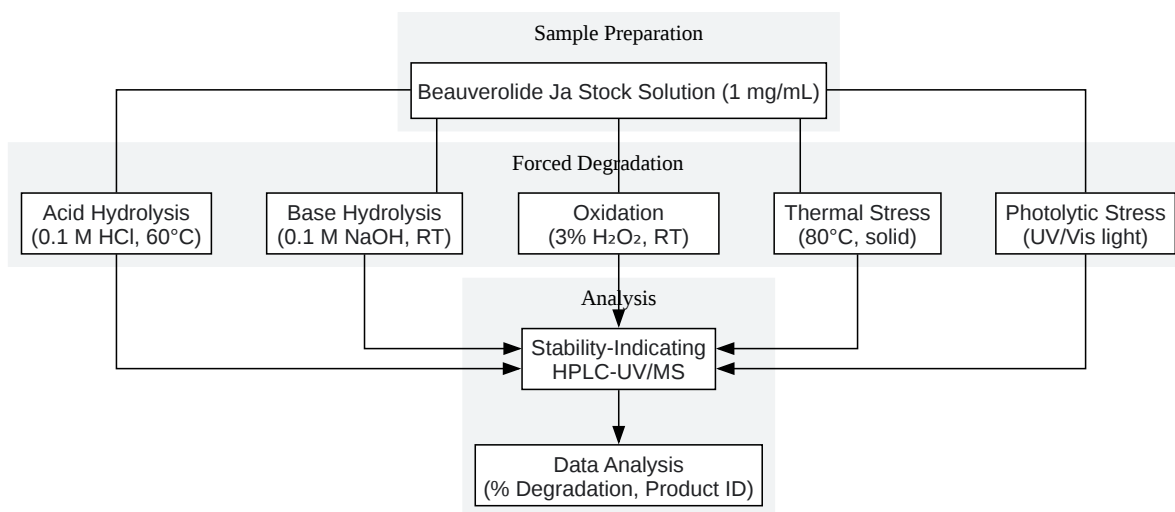 Sample Preparation
Beauverolide Ja Stock Solution (1 mg/mL)
Forced Degradation
Acid Hydrolysis
(0.1 M HCl, 60°C)
Base Hydrolysis
(0.1 M NaOH, RT)
Oxidation
(3% H₂O₂, RT)
Thermal Stress
(80°C, solid)
Photolytic Stress
(UV/Vis light)
Analysis
Stability-Indicating
HPLC-UV/MS
Data Analysis
(% Degradation, Product ID)